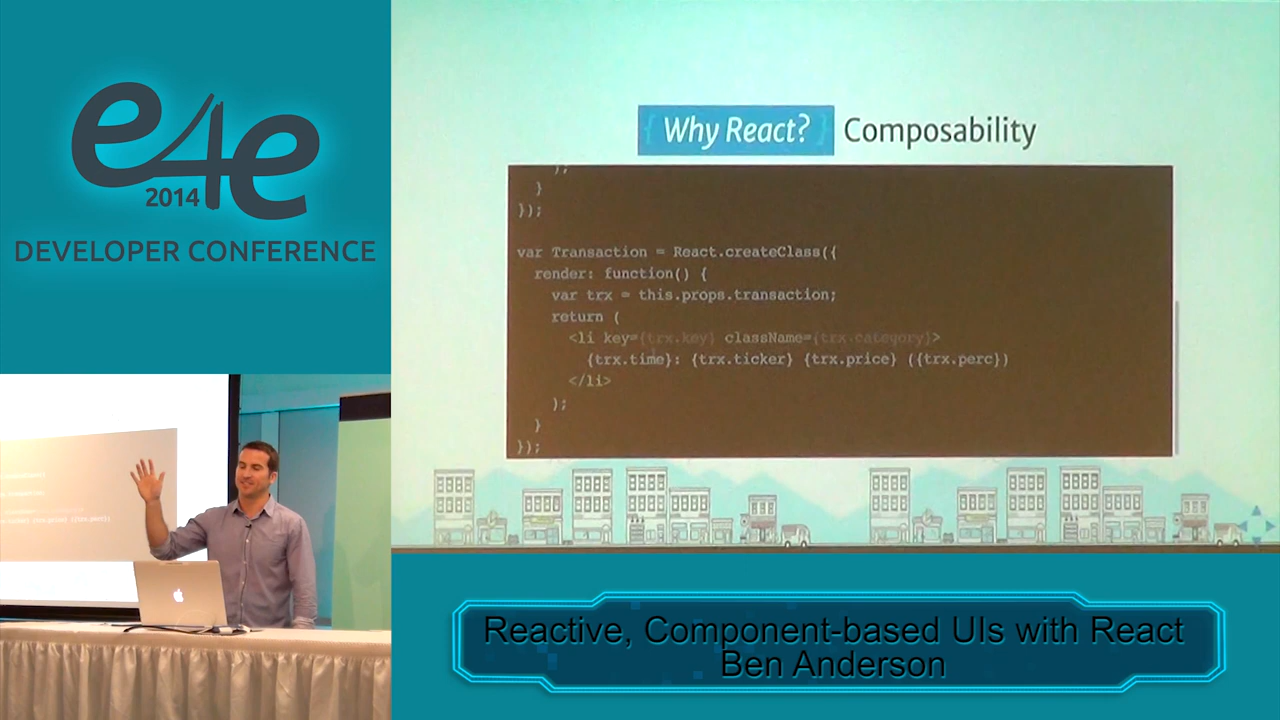 e4e
2014
DEVELOPER CONFERENCE
{ Why React? } Composability
);
}
});
var Transaction = React.createClass({
render: function() {
var trx = this.props.transaction;
return (
<li key={trx.key} className={trx.category}>
{trx.time}: {trx.ticker} {trx.price} ({trx.perc})
</li>
);
}
});
Reactive, Component-based UIs with React
Ben Anderson